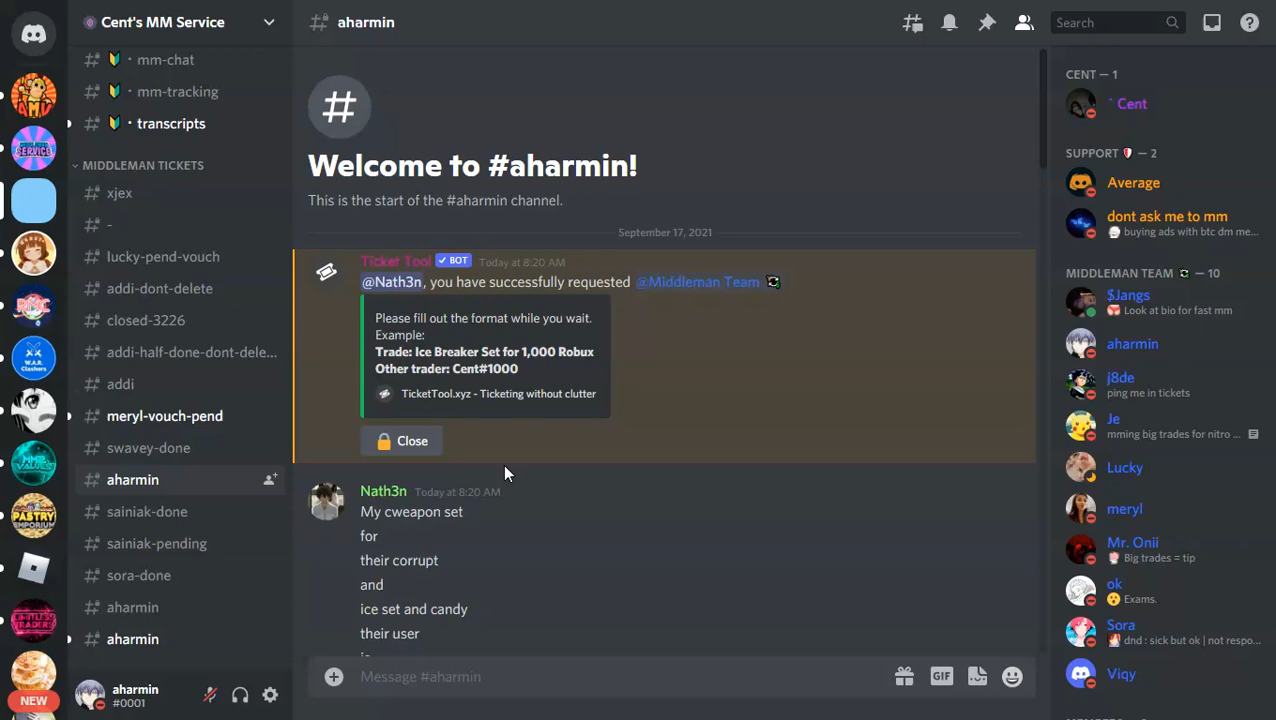 Cent's MM Service
mm-chat
mm-tracking
transcripts
MIDDLEMAN TICKETS
xjex
-
lucky-pend-vouch
addi-dont-delete
closed-3226
addi-half-done-dont-dele...
addi
meryl-vouch-pend
swavey-done
aharmin
sainiak-done
sainiak-pending
sora-done
aharmin
aharmin
aharmin
#0001
NEW
aharmin
Search
Welcome to #aharmin!
This is the start of the #aharmin channel.
September 17, 2021
Ticket Tool ✓ BOT Today at 8:20 AM
@Nath3n, you have successfully requested @Middleman Team
Please fill out the format while you wait.
Example:
Trade: Ice Breaker Set for 1,000 Robux
Other trader: Cent#1000
TicketTool.xyz - Ticketing without clutter
Close
Nath3n Today at 8:20 AM
My cweapon set
for
their corrupt
and
ice set and candy
their user
Message #aharmin
GIF
CENT — 1
` Cent
SUPPORT — 2
Average
dont ask me to mm
buying ads with btc dm me...
MIDDLEMAN TEAM — 10
$Jangs
Look at bio for fast mm
aharmin
j8de
ping me in tickets
Je
mming big trades for nitro ...
Lucky
meryl
Mr. Onii
Big trades = tip
ok
Exams.
Sora
dnd : sick but ok | not respo...
Viqy